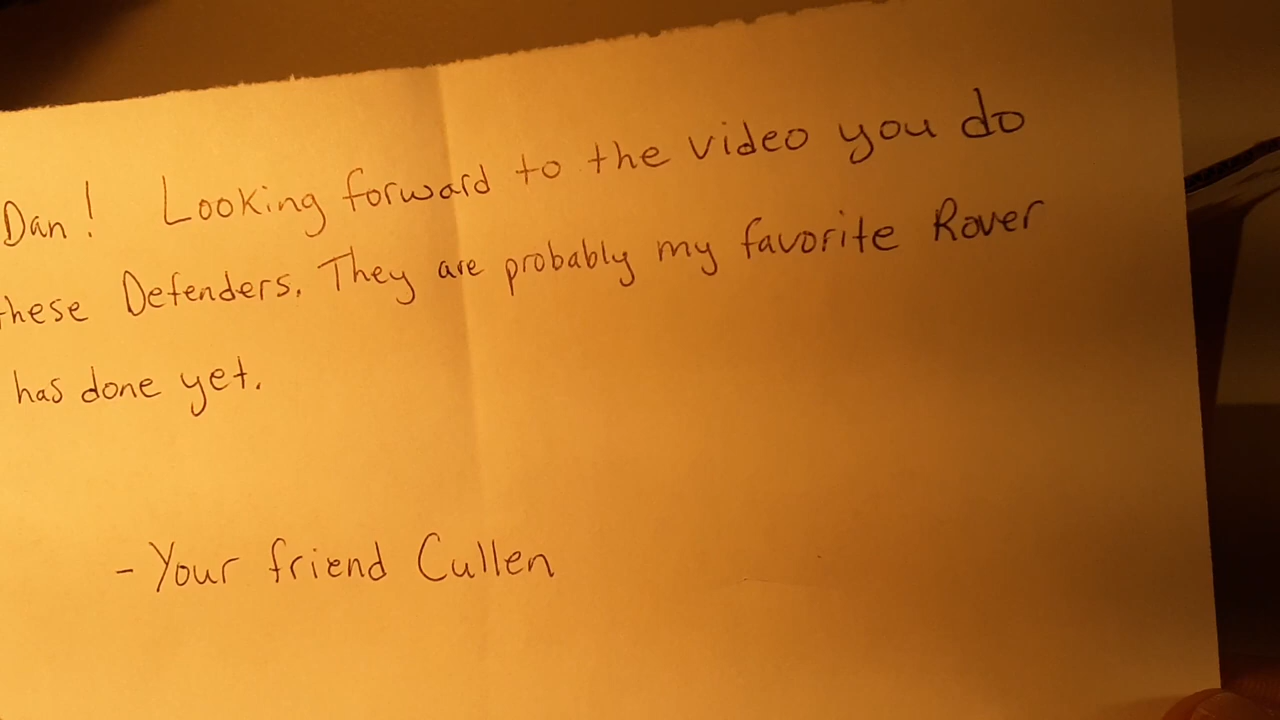 Dan! Looking forward to the video you do
these Defenders. They are probably my favorite Rover
has done yet.
- Your friend Cullen